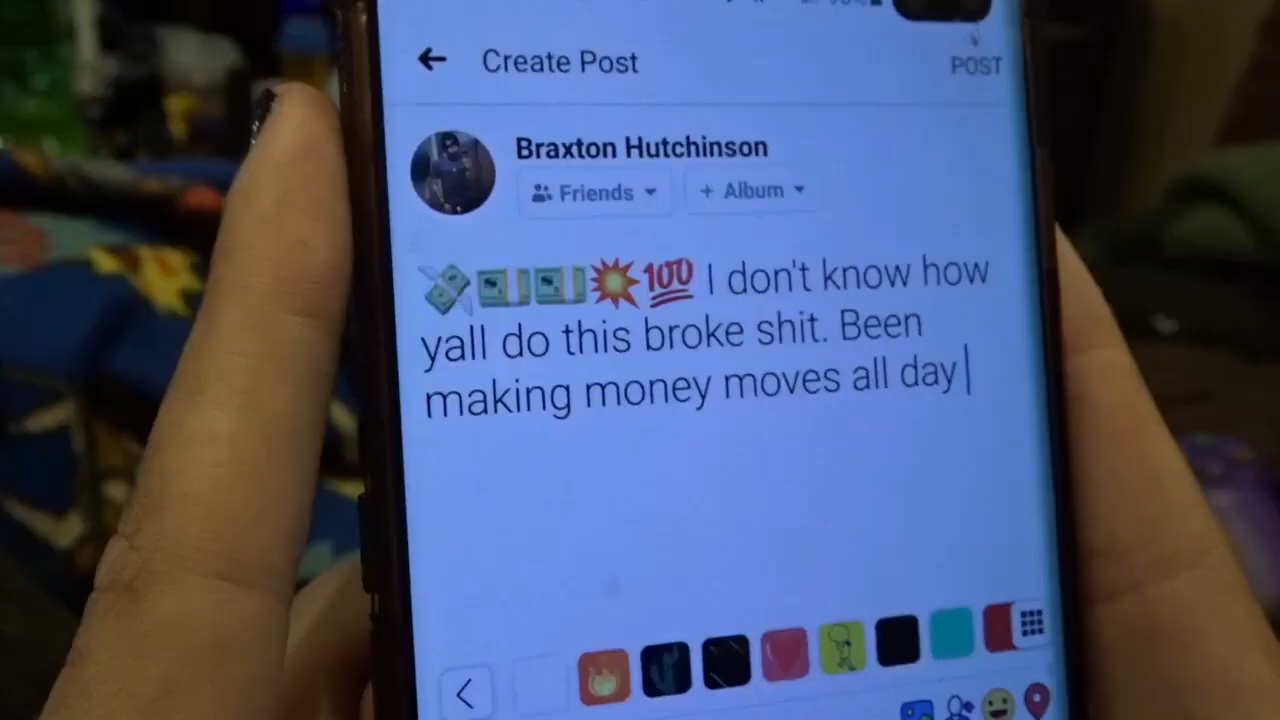 Create Post
POST
Braxton Hutchinson
Friends
+ Album
💸💵💵💥💯 I don't know how
yall do this broke shit. Been
making money moves all day